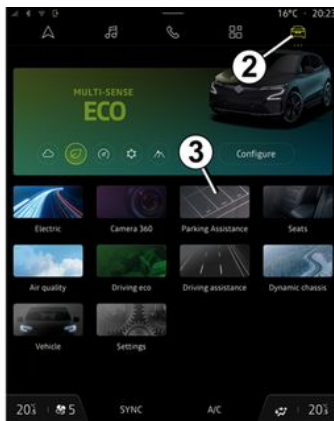 16°C · 20:23
2
MULTI-SENSE
ECO
3
Configure
Electric
Camera 360
Parking Assistance
Seats
Air quality
Driving eco
Driving assistance
Dynamic chassis
Vehicle
Settings
5
SYNC
A/C